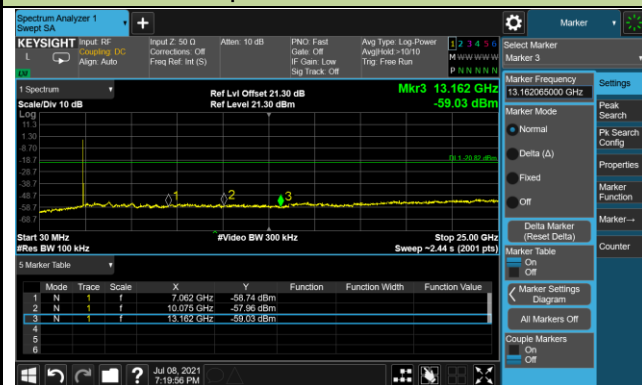 Spectrum Analyzer 1
Swept SA
+
Marker
KEYSIGHT
L
Input: RF
Coupling: DC
Align: Auto
Input Z: 50 Ω
Corrections: Off
Freq Ref: Int (S)
Atten: 10 dB
PNO: Fast
Gate: Off
IF Gain: Low
Sig Track: Off
Avg Type: Log-Power
Avg|Hold:>10/10
Trig: Free Run
1 2 3 4 5 6
M W W W W W
P N N N N N
Select Marker
Marker 3
1 Spectrum
Scale/Div 10 dB
Log
Ref Lvl Offset 21.30 dB
Ref Level 21.30 dBm
Mkr3 13.162 GHz
-59.03 dBm
11.3
1.30
-8.70
-18.7
-28.7
-38.7
-48.7
-58.7
-68.7
DL1 -20.82 dBm
1
2
3
Start 30 MHz
#Res BW 100 kHz
#Video BW 300 kHz
Stop 25.00 GHz
Sweep ~2.44 s (2001 pts)
5 Marker Table
Mode Trace Scale X Y Function Function Width Function Value
1 N 1 f 7.062 GHz -58.74 dBm
2 N 1 f 10.075 GHz -57.96 dBm
3 N 1 f 13.162 GHz -59.03 dBm
4
5
6
Marker Frequency
13.162065000 GHz
Marker Mode
Normal
Delta (Δ)
Fixed
Off
Delta Marker
(Reset Delta)
Marker Table
On
Off
Marker Settings
Diagram
All Markers Off
Couple Markers
On
Off
Settings
Peak
Search
Pk Search
Config
Properties
Marker
Function
Marker→
Counter
?
Jul 08, 2021
7:19:56 PM